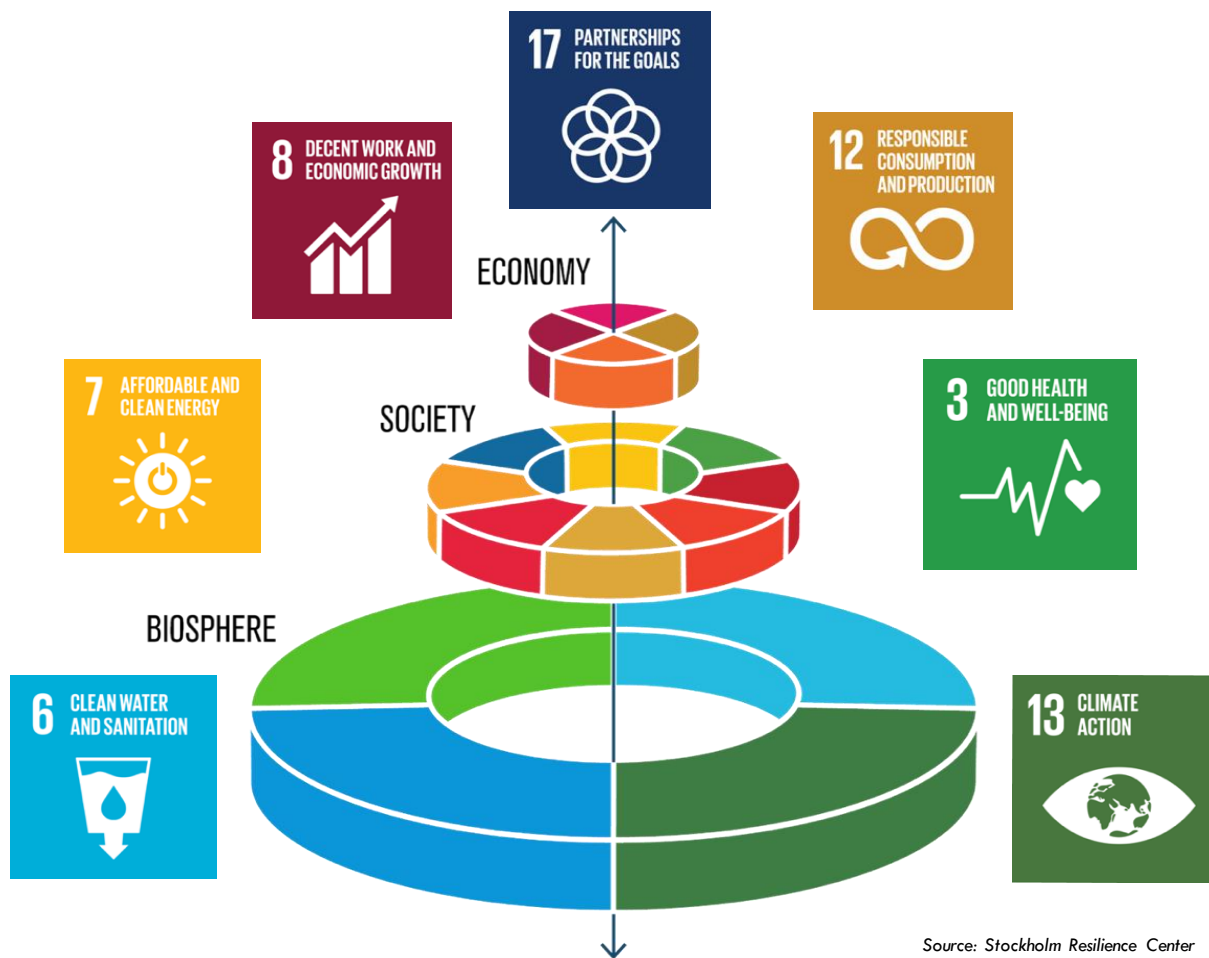 17 PARTNERSHIPS
FOR THE GOALS
8 DECENT WORK AND
ECONOMIC GROWTH
12 RESPONSIBLE
CONSUMPTION
AND PRODUCTION
ECONOMY
7 AFFORDABLE AND
CLEAN ENERGY
3 GOOD HEALTH
AND WELL-BEING
SOCIETY
BIOSPHERE
6 CLEAN WATER
AND SANITATION
13 CLIMATE
ACTION
Source: Stockholm Resilience Center